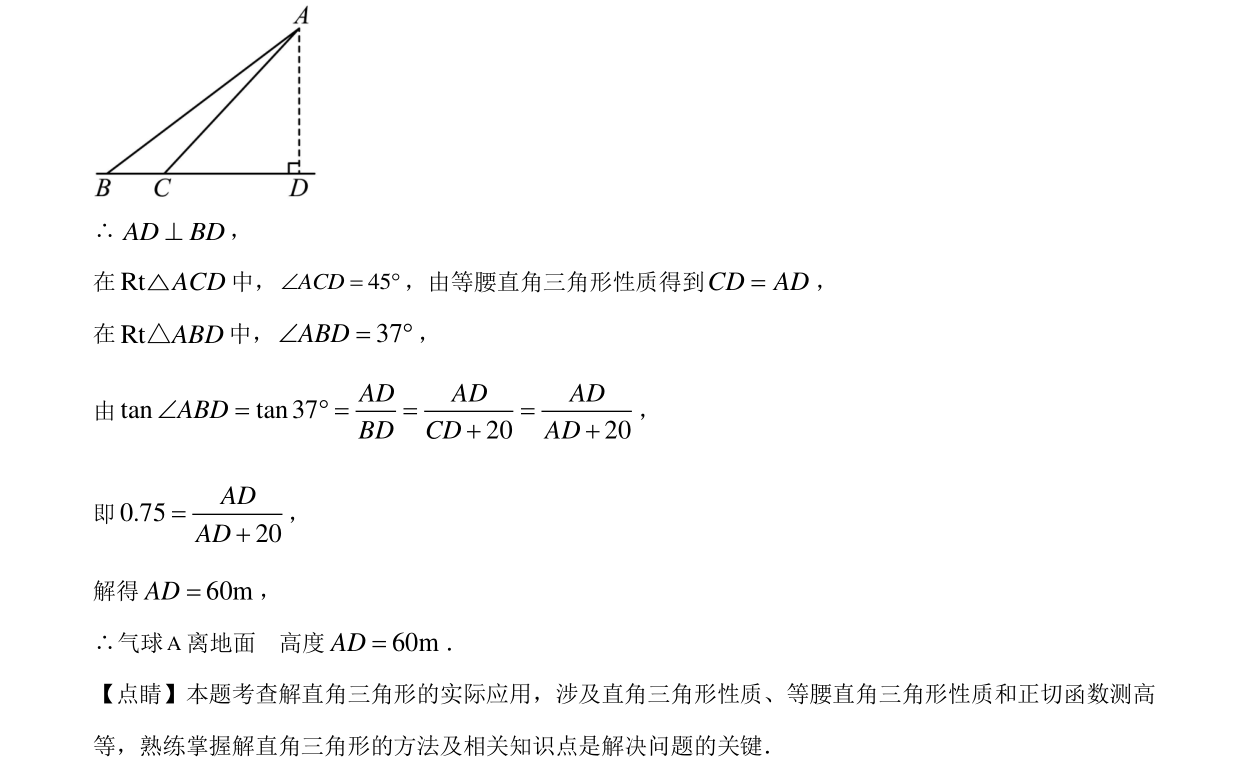 A
B C D
∴ AD ⊥ BD，
在 Rt△ACD 中，∠ACD = 45°，由等腰直角三角形性质得到 CD = AD，
在 Rt△ABD 中，∠ABD = 37°，
由 tan ∠ABD = tan 37° = AD/BD = AD/(CD + 20) = AD/(AD + 20)，
即 0.75 = AD/(AD + 20)，
解得 AD = 60m，
∴气球 A 离地面 高度 AD = 60m．
【点睛】本题考查解直角三角形的实际应用，涉及直角三角形性质、等腰直角三角形性质和正切函数测高
等，熟练掌握解直角三角形的方法及相关知识点是解决问题的关键．